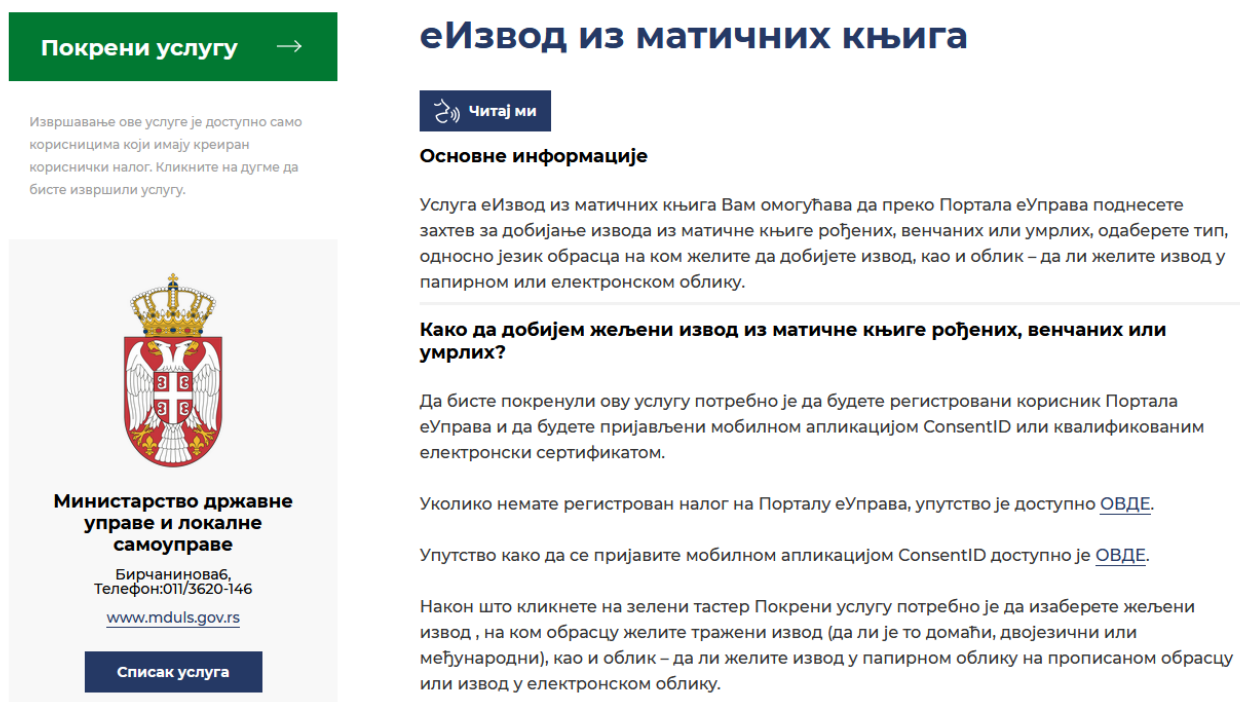 Покрени услугу
Извршавање ове услуге је доступно само
корисницима који имају креиран
кориснички налог. Кликните на дугме да
бисте извршили услугу.
Министарство државне
управе и локалне
самоуправе
Бирчанинова6,
Телефон:011/3620-146
www.mduls.gov.rs
Списак услуга
еИзвод из матичних књига
Читај ми
Основне информације
Услуга еИзвод из матичних књига Вам омогућава да преко Портала еУправа поднесете
захтев за добијање извода из матичне књиге рођених, венчаних или умрлих, одаберете тип,
односно језик обрасца на ком желите да добијете извод, као и облик – да ли желите извод у
папирном или електронском облику.
Како да добијем жељени извод из матичне књиге рођених, венчаних или
умрлих?
Да бисте покренули ову услугу потребно је да будете регистровани корисник Портала
еУправа и да будете пријављени мобилном апликацијом ConsentID или квалификованим
електронски сертификатом.
Уколико немате регистрован налог на Порталу еУправа, упутство је доступно ОВДЕ.
Упутство како да се пријавите мобилном апликацијом ConsentID доступно је ОВДЕ.
Након што кликнете на зелени тастер Покрени услугу потребно је да изаберете жељени
извод , на ком обрасцу желите тражени извод (да ли је то домаћи, двојезични или
међународни), као и облик – да ли желите извод у папирном облику на прописаном обрасцу
или извод у електронском облику.